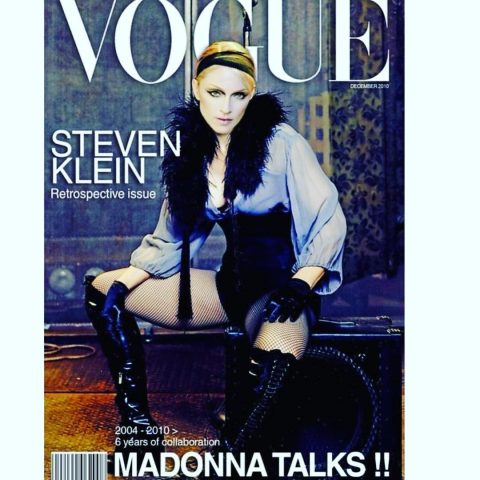 VOGUE
DECEMBER 2010
STEVEN
KLEIN
Retrospective issue
2004 - 2010 >
6 years of collaboration
MADONNA TALKS !!